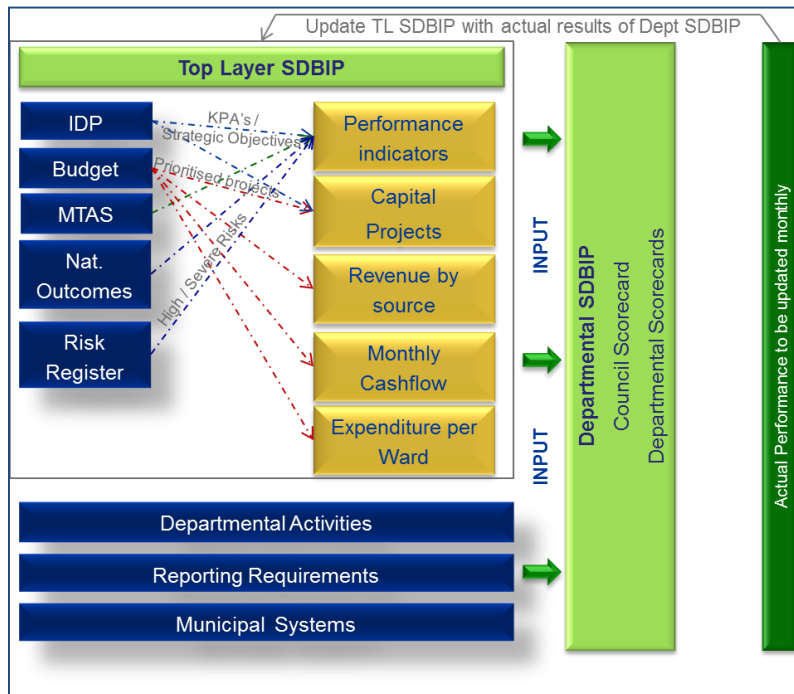 Update TL SDBIP with actual results of Dept SDBIP
Top Layer SDBIP
IDP
Budget
MTAS
Nat.
Outcomes
Risk
Register
KPA's /
Strategic Objectives
Prioritised projects
High / Severe Risks
Performance
indicators
Capital
Projects
Revenue by
source
Monthly
Cashflow
Expenditure per
Ward
INPUT
INPUT
Departmental SDBIP
Council Scorecard
Departmental Scorecards
Actual Performance to be updated monthly
Departmental Activities
Reporting Requirements
Municipal Systems